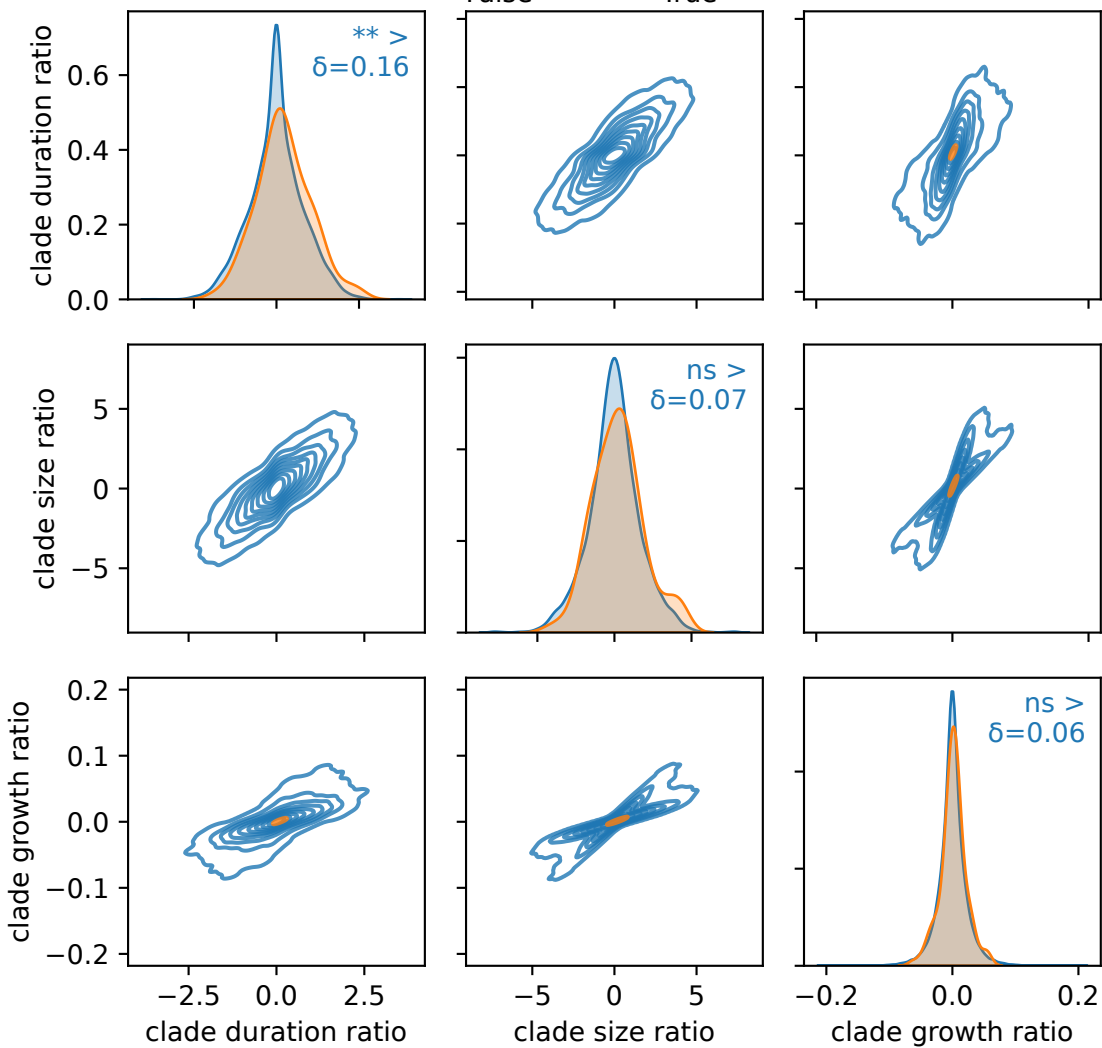 True
** >
δ=0.16
clade duration ratio
0.6
0.4
0.2
0.0
ns >
δ=0.07
clade size ratio
5
0
−5
ns >
δ=0.06
clade growth ratio
0.2
0.1
0.0
−0.1
−0.2
−2.5 0.0 2.5
−5 0 5
−0.2 0.0 0.2
clade duration ratio
clade size ratio
clade growth ratio